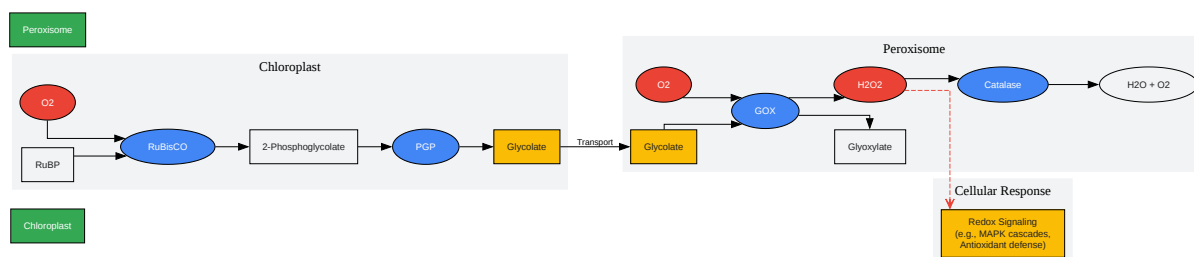 Peroxisome
Chloroplast
O2
RuBP
RuBisCO
2-Phosphoglycolate
PGP
Glycolate
Transport
Peroxisome
O2
Glycolate
GOX
H2O2
Glyoxylate
Catalase
H2O + O2
Cellular Response
Redox Signaling
(e.g., MAPK cascades,
Antioxidant defense)
Chloroplast